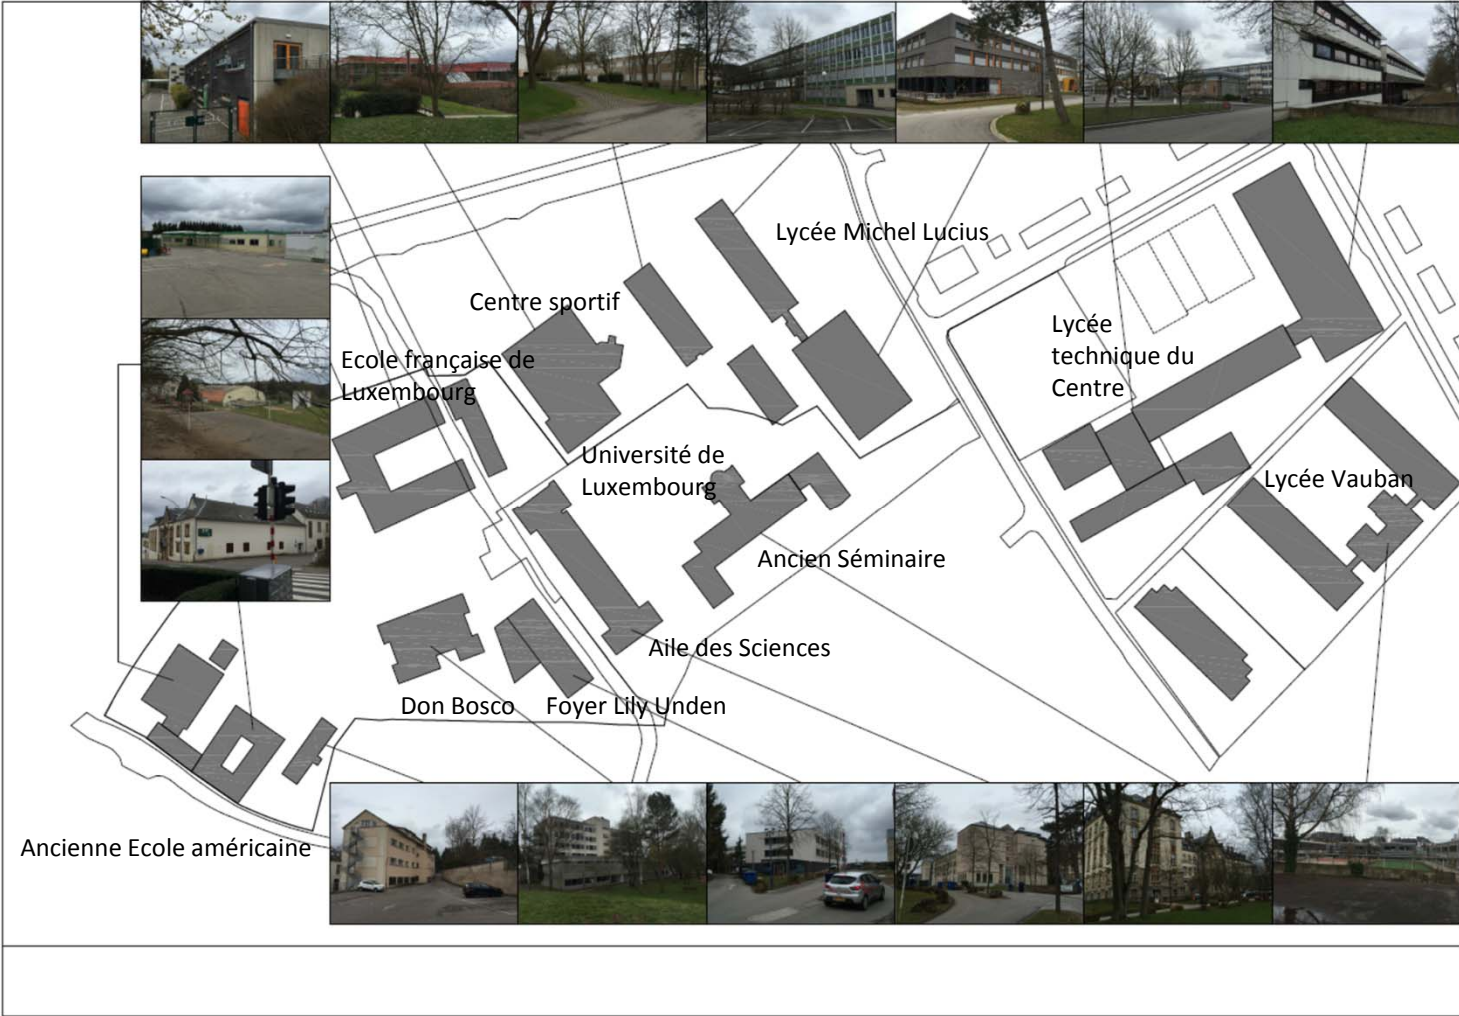 Lycée Michel Lucius
Centre sportif
Lycée
technique du
Centre
Ecole française de
Luxembourg
Université de
Luxembourg
Lycée Vauban
Ancien Séminaire
Aile des Sciences
Don Bosco
Foyer Lily Unden
Ancienne Ecole américaine